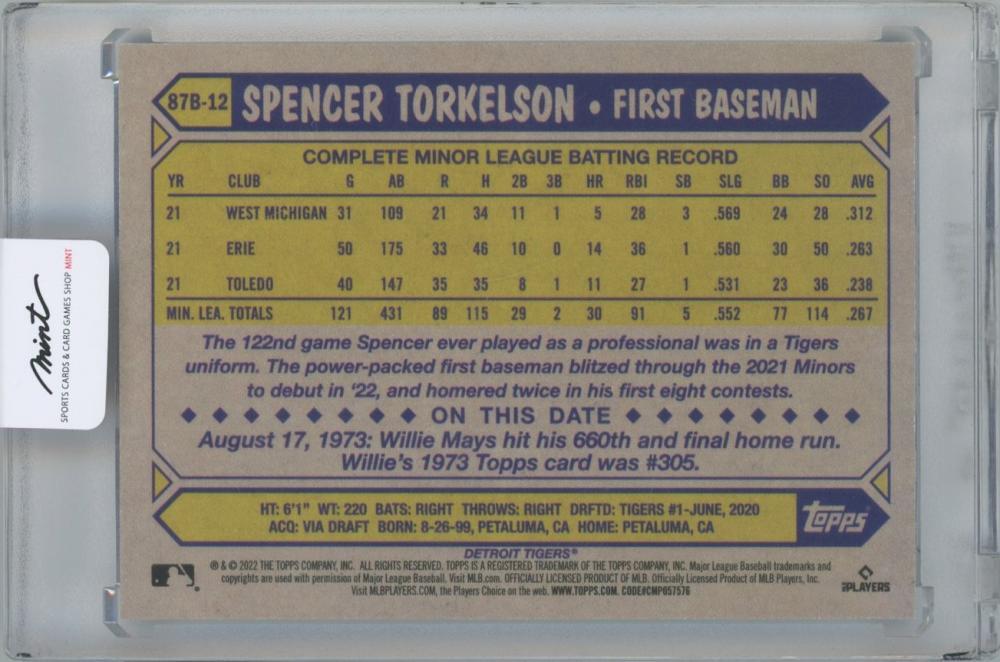 87B-12 SPENCER TORKELSON • FIRST BASEMAN
COMPLETE MINOR LEAGUE BATTING RECORD
YR CLUB G AB R H 2B 3B HR RBI SB SLG BB SO AVG
21 WEST MICHIGAN 31 109 21 34 11 1 5 28 3 .569 24 28 .312
21 ERIE 50 175 33 46 10 0 14 36 1 .560 30 50 .263
21 TOLEDO 40 147 35 35 8 1 11 27 1 .531 23 36 .238
MIN. LEA. TOTALS 121 431 89 115 29 2 30 91 5 .552 77 114 .267
The 122nd game Spencer ever played as a professional was in a Tigers
uniform. The power-packed first baseman blitzed through the 2021 Minors
to debut in '22, and homered twice in his first eight contests.
ON THIS DATE
August 17, 1973: Willie Mays hit his 660th and final home run.
Willie's 1973 Topps card was #305.
HT: 6'1" WT: 220 BATS: RIGHT THROWS: RIGHT DRFTD: TIGERS #1-JUNE, 2020
ACQ: VIA DRAFT BORN: 8-26-99, PETALUMA, CA HOME: PETALUMA, CA
Topps
DETROIT TIGERS®
® & © 2022 THE TOPPS COMPANY, INC. ALL RIGHTS RESERVED. TOPPS IS A REGISTERED TRADEMARK OF THE TOPPS COMPANY, INC. Major League Baseball trademarks and
copyrights are used with permission of Major League Baseball. Visit MLB.com. OFFICIALLY LICENSED PRODUCT OF MLB. Officially Licensed Product of MLB Players, Inc.
Visit MLBPLAYERS.COM, the Players Choice on the web. WWW.TOPPS.COM. CODE#CMP057576
PLAYERS
mint
SPORTS CARDS & CARD GAMES SHOP MINT